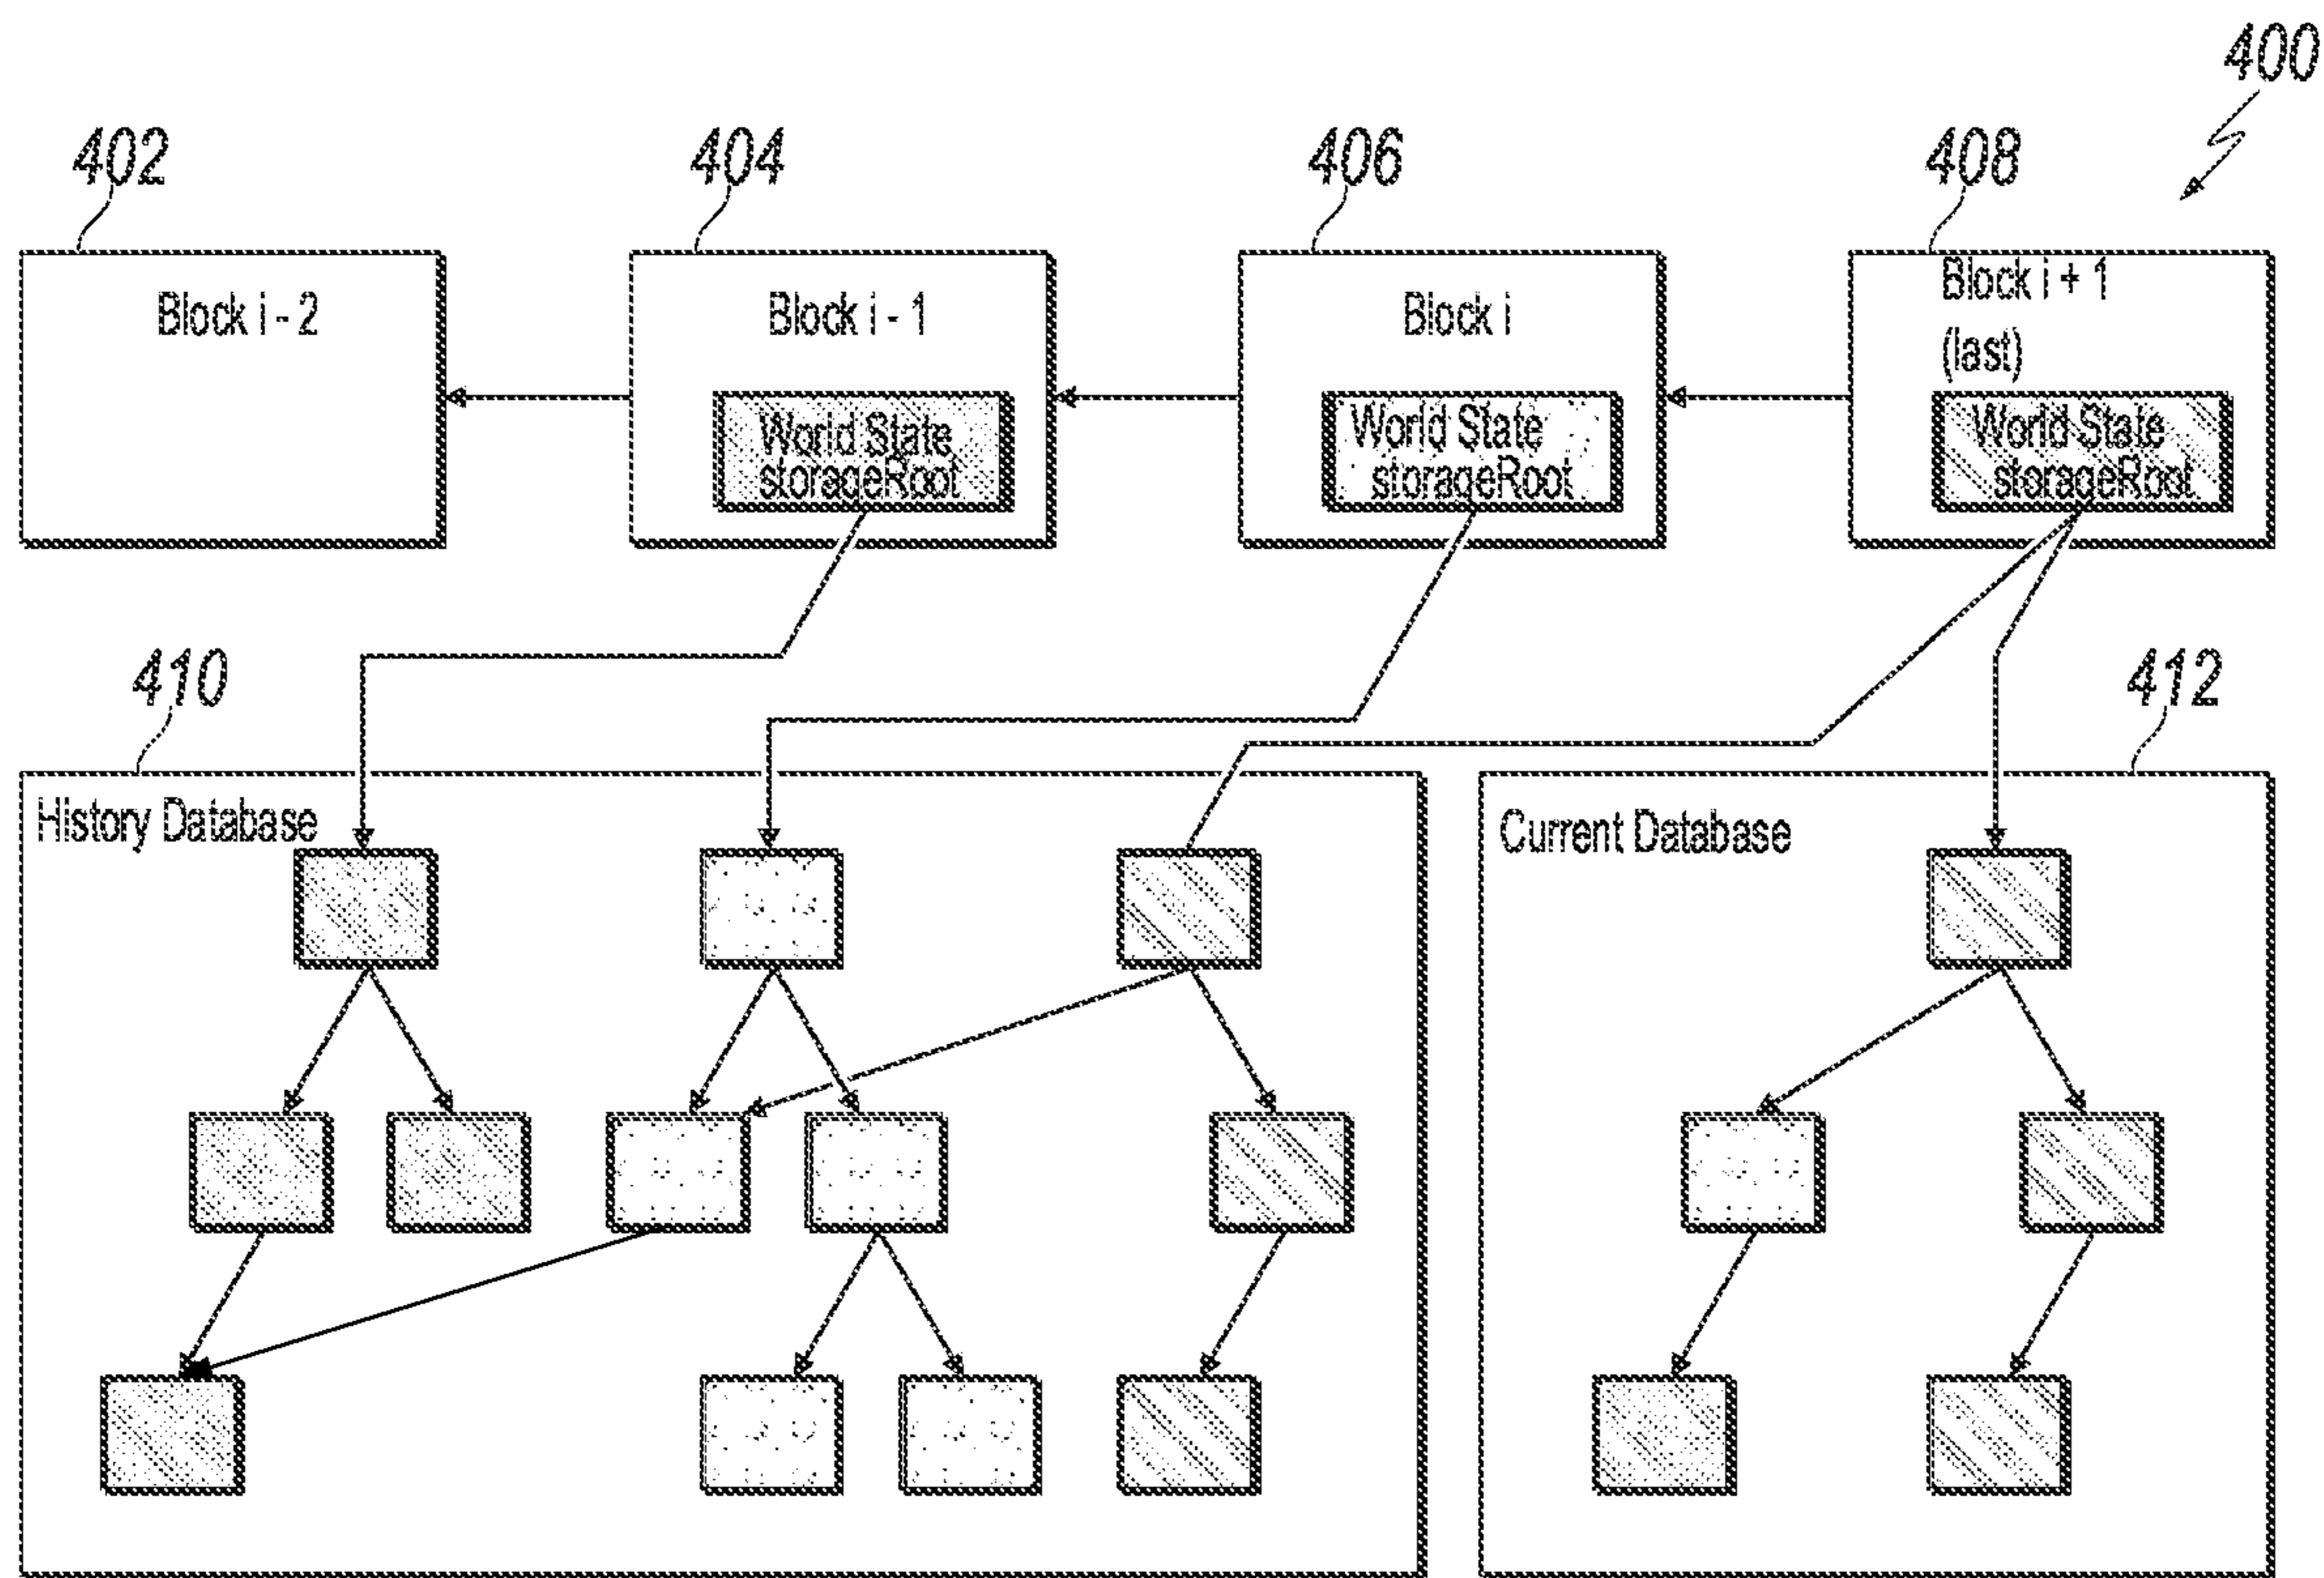 400
402
404
406
408
Block i - 2
Block i - 1
World State
storageRoot
Block i
World State
storageRoot
Block i + 1
(last)
World State
storageRoot
410
412
History Database
Current Database